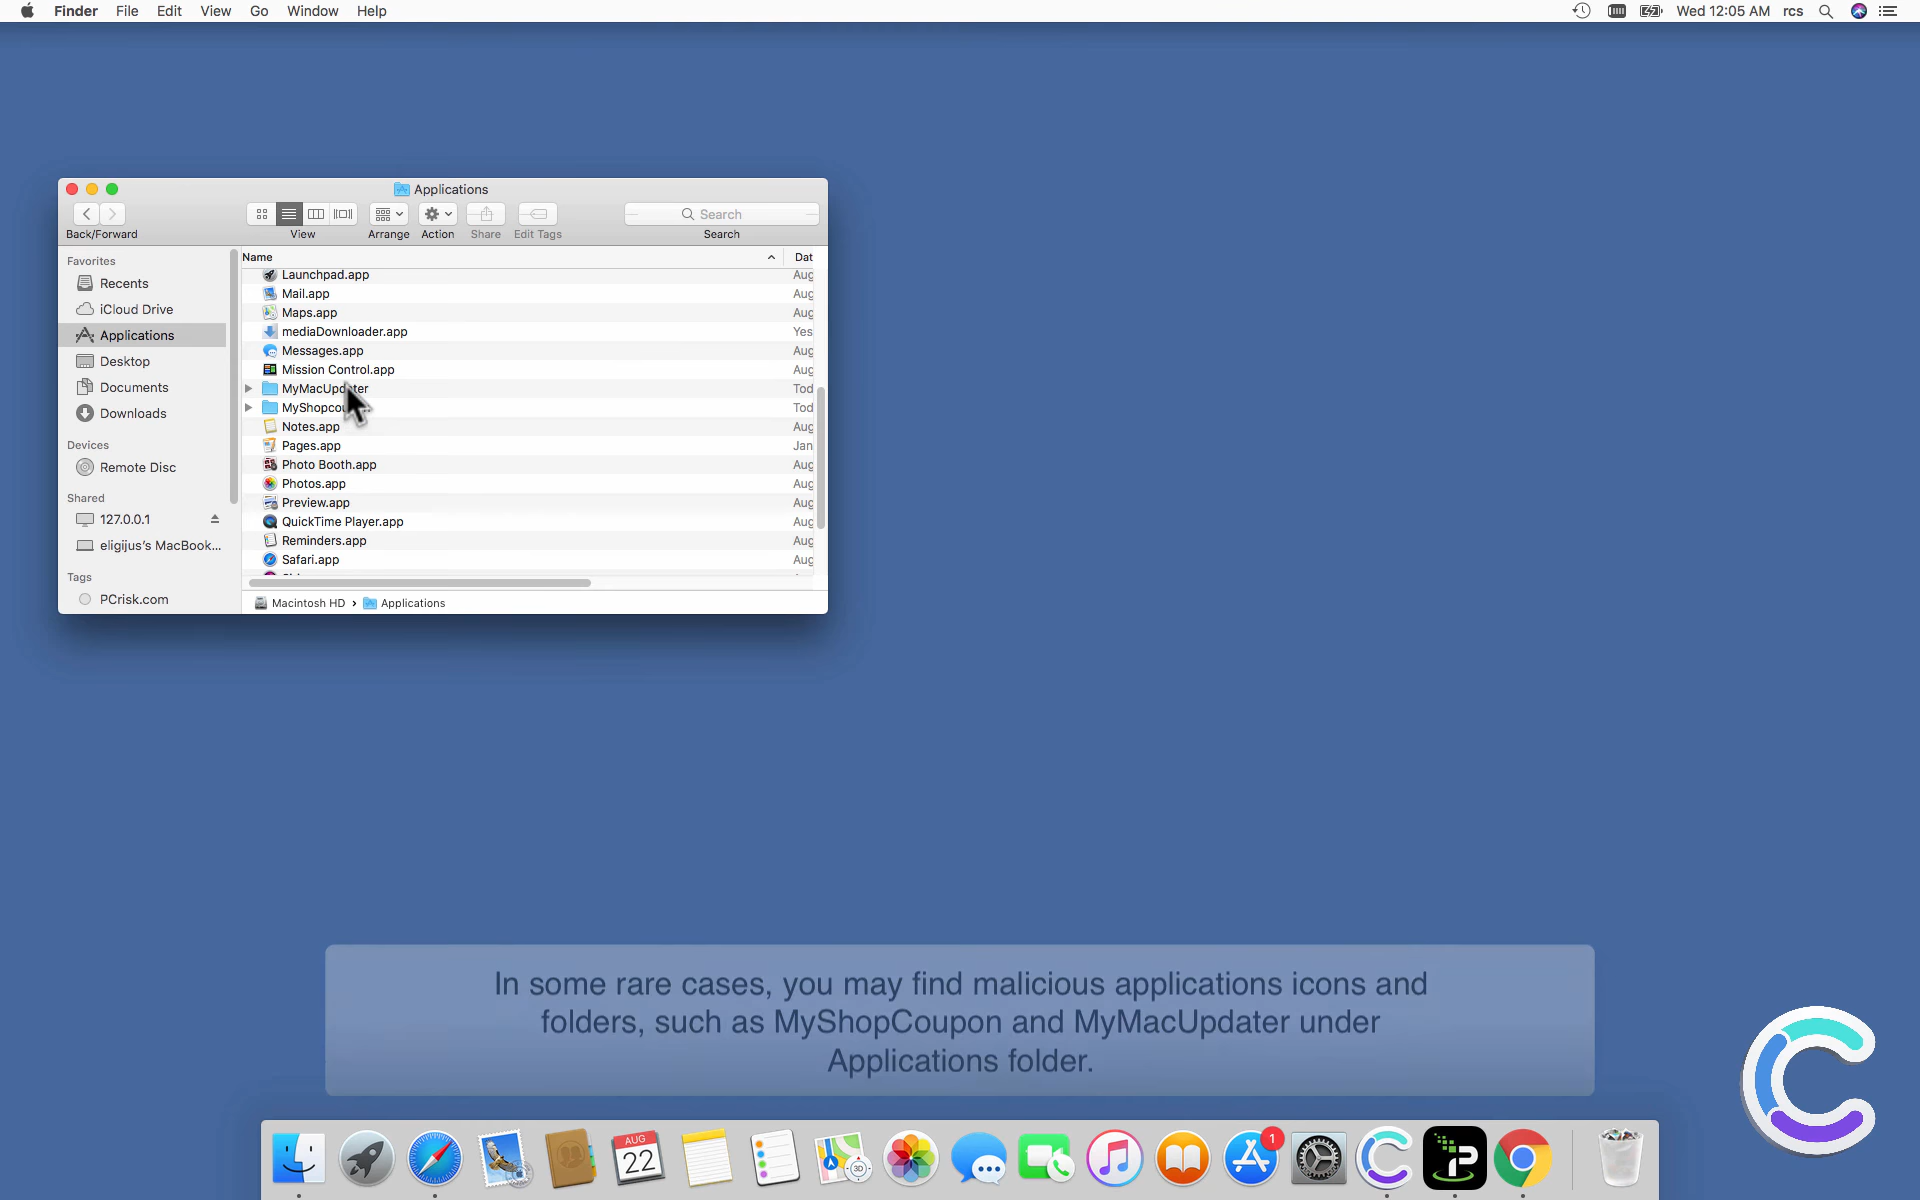 Finder File Edit View Go Window Help
Wed 12:05 AM rcs
Applications
Search
Back/Forward View Arrange Action Share Edit Tags Search
Favorites
Recents
iCloud Drive
Applications
Desktop
Documents
Downloads
Devices
Remote Disc
Shared
127.0.0.1
eligijus's MacBook...
Tags
PCrisk.com
Name Dat
Launchpad.app Aug
Mail.app Aug
Maps.app Aug
mediaDownloader.app Yes
Messages.app Aug
Mission Control.app Aug
MyMacUpdater Tod
MyShopcou Tod
Notes.app Aug
Pages.app Jan
Photo Booth.app Aug
Photos.app Aug
Preview.app Aug
QuickTime Player.app Aug
Reminders.app Aug
Safari.app Aug
Macintosh HD › Applications
In some rare cases, you may find malicious applications icons and
folders, such as MyShopCoupon and MyMacUpdater under
Applications folder.
AUG
22
3D
1